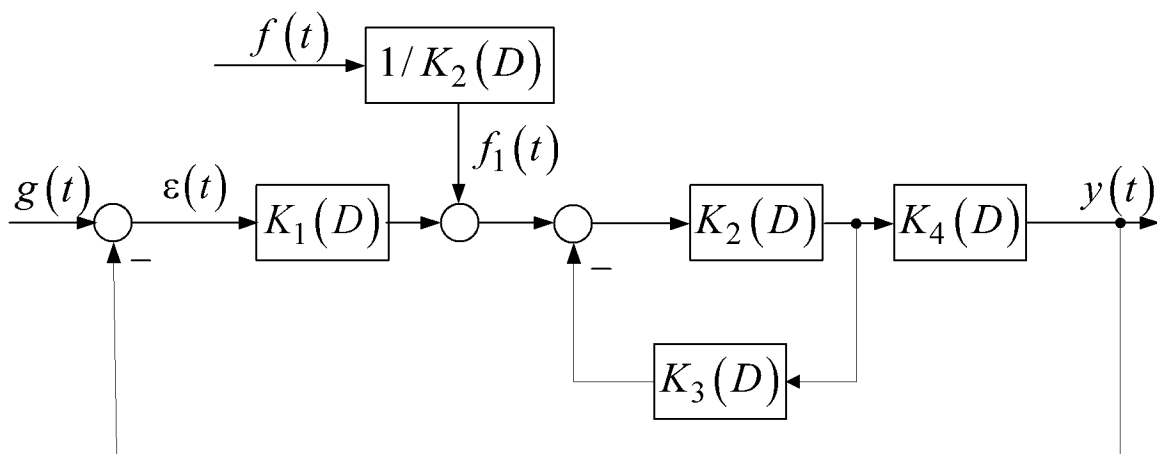 f(t)
1/K₂(D)
f₁(t)
g(t)
ε(t)
K₁(D)
K₂(D)
K₄(D)
y(t)
−
−
K₃(D)